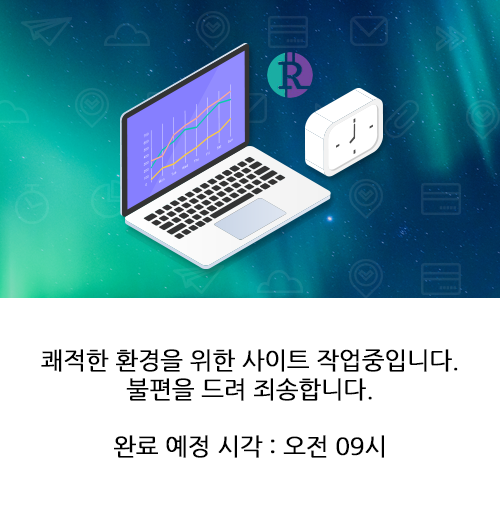 쾌적한 환경을 위한 사이트 작업중입니다.
불편을 드려 죄송합니다.
완료 예정 시각 : 오전 09시